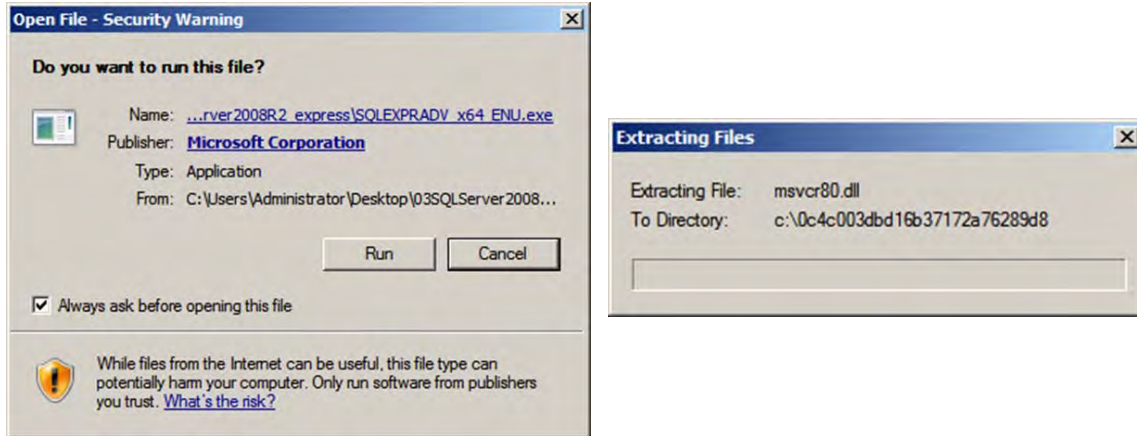 Open File - Security Warning
Do you want to run this file?
Name: ...rver2008R2_express\SQLEXPRADV_x64_ENU.exe
Publisher: Microsoft Corporation
Type: Application
From: C:\Users\Administrator\Desktop\03SQLServer2008...
Run Cancel
Always ask before opening this file
While files from the Internet can be useful, this file type can
potentially harm your computer. Only run software from publishers
you trust. What's the risk?
Extracting Files
Extracting File: msvcr80.dll
To Directory: c:\0c4c003dbd16b37172a76289d8